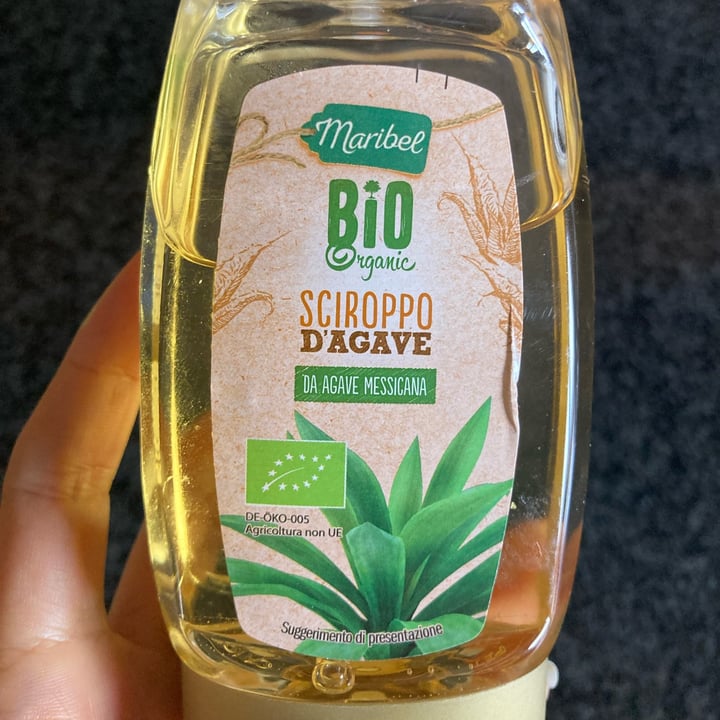 Maribel
BiO
Organic
SCIROPPO
D'AGAVE
DA AGAVE MESSICANA
DE-ÖKO-005
Agricoltura non UE
Suggerimento di presentazione